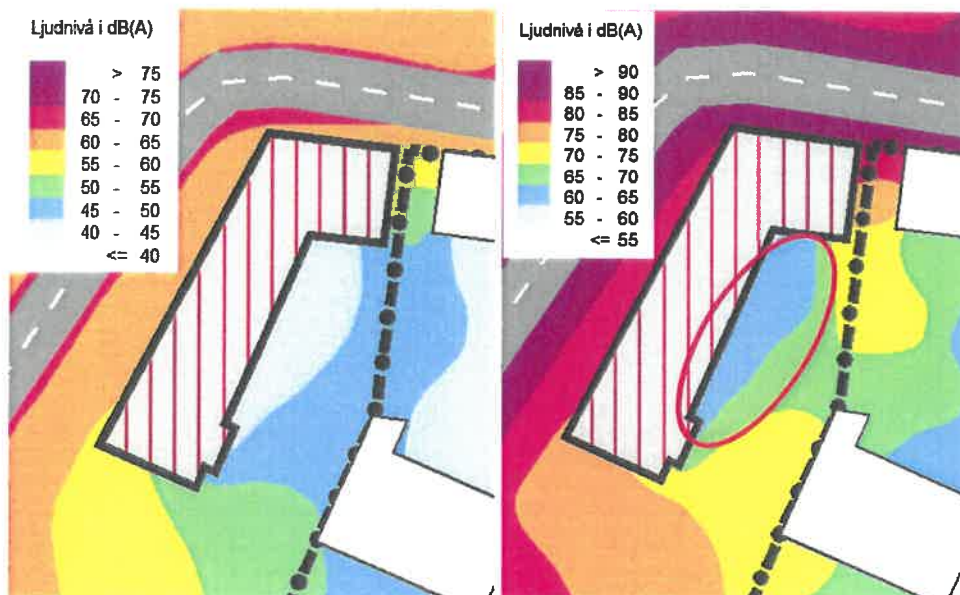 Ljudnivå i dB(A)
> 75
70 - 75
65 - 70
60 - 65
55 - 60
50 - 55
45 - 50
40 - 45
<= 40
Ljudnivå i dB(A)
> 90
85 - 90
80 - 85
75 - 80
70 - 75
65 - 70
60 - 65
55 - 60
<= 55